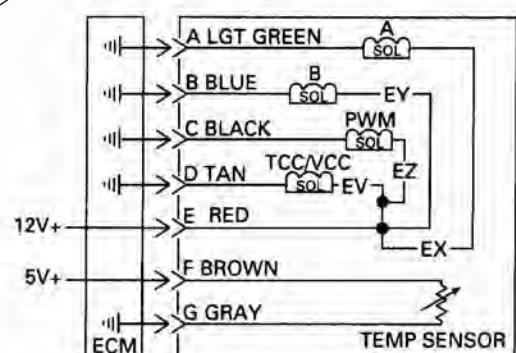 A LGT GREEN
A
SOL
B BLUE
B
SOL
EY
C BLACK
PWM
SOL
EZ
D TAN
TCC/VCC
SOL
EV
12V+
E RED
EX
5V+
F BROWN
G GRAY
ECM
TEMP SENSOR